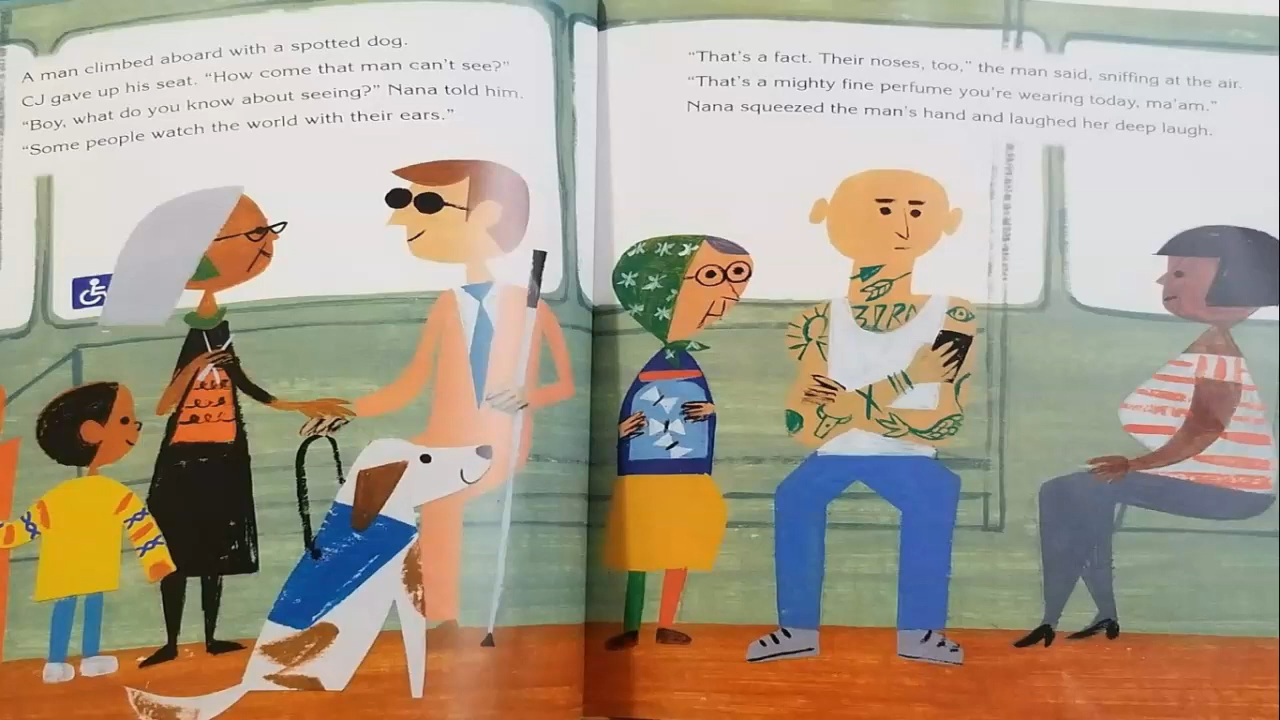 A man climbed aboard with a spotted dog.
CJ gave up his seat. “How come that man can’t see?”
“Boy, what do you know about seeing?” Nana told him.
“Some people watch the world with their ears.”
“That’s a fact. Their noses, too,” the man said, sniffing at the air.
“That’s a mighty fine perfume you’re wearing today, ma’am.”
Nana squeezed the man’s hand and laughed her deep laugh.